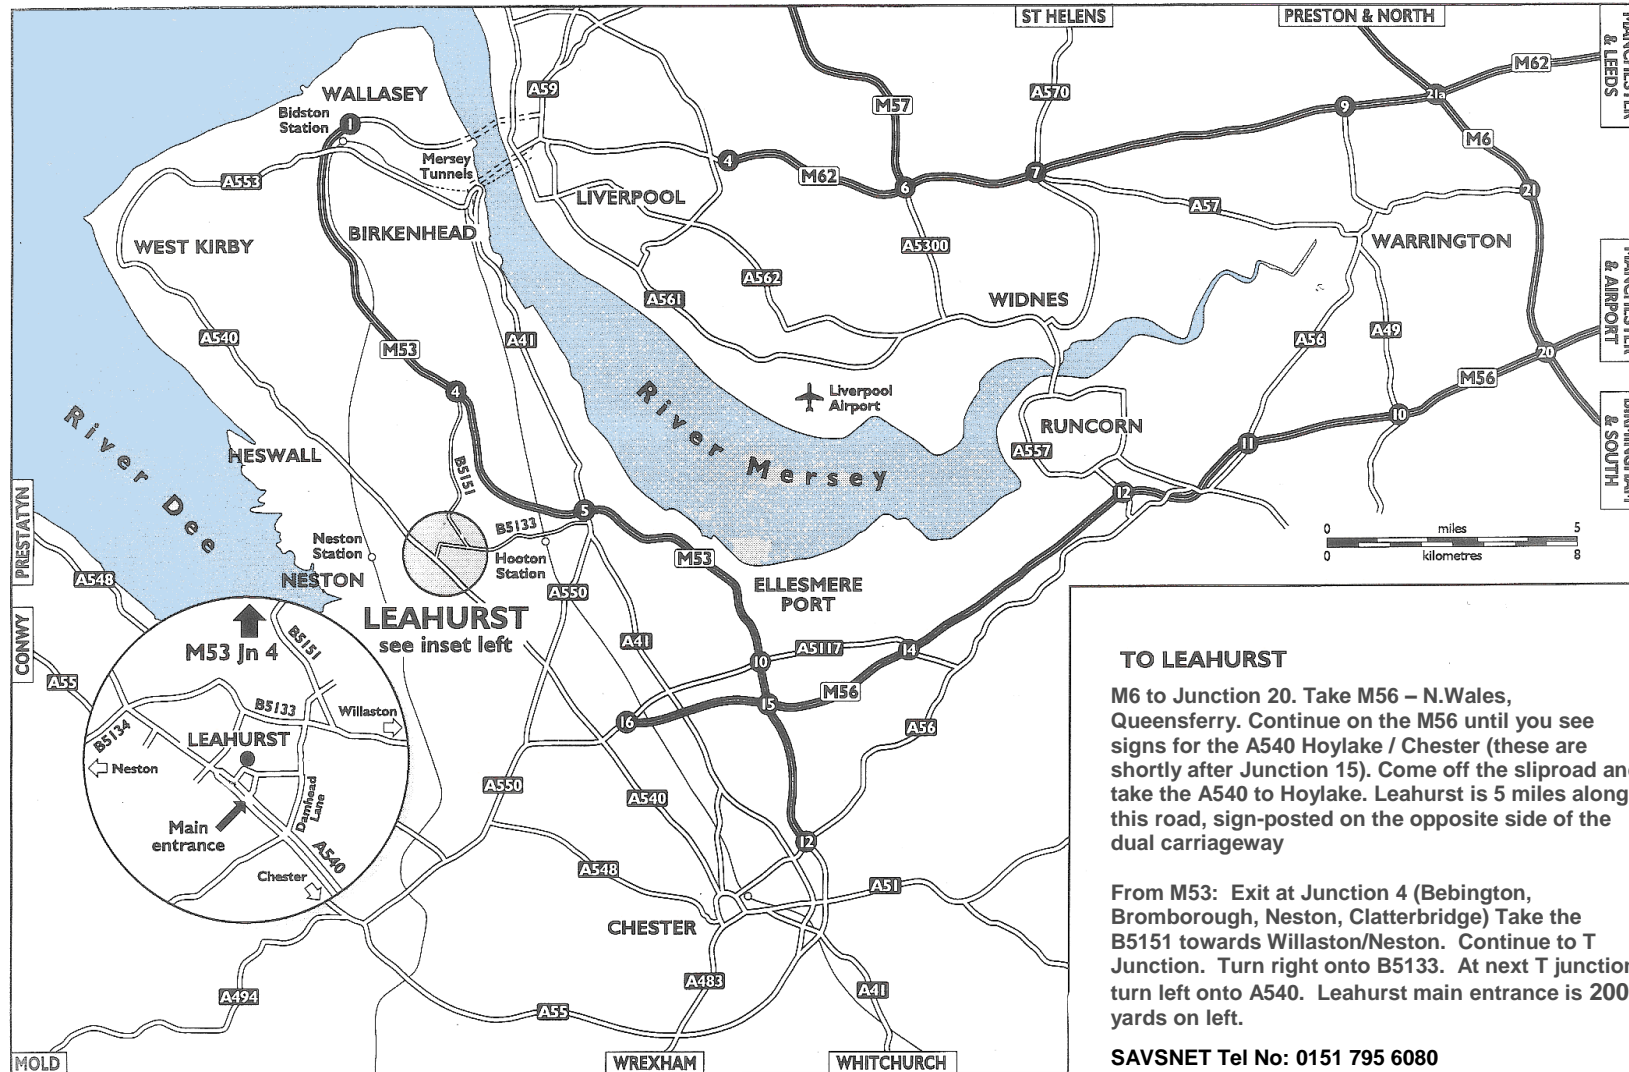 ST HELENS
PRESTON & NORTH
& LEEDS
M62
A59
WALLASEY
Bidston
Station
1
M57
A570
9
21a
M6
Mersey
Tunnels
4
M62
6
7
21
A553
LIVERPOOL
A57
WEST KIRBY
BIRKENHEAD
A5300
WARRINGTON
A562
A561
WIDNES
& AIRPORT
A540
M53
A41
A56
A49
20
M56
4
Liverpool
Airport
River Mersey
RUNCORN
10
& SOUTH
River Dee
HESWALL
B5151
A557
11
12
PRESTATYN
5
B5133
Neston
Station
Hooton
Station
0 miles 5
0 kilometres 8
M53
A548
NESTON
A550
ELLESMERE
PORT
LEAHURST
see inset left
CONWY
M53 Jn 4
B5151
A41
A5117
14
10
A55
M56
15
16
B5133
Willaston
A56
B5134
LEAHURST
Neston
Damhead
Lane
Main
entrance
A550
A540
A540
Chester
12
A548
A51
CHESTER
A483
A41
A494
A55
MOLD
WREXHAM
WHITCHURCH
TO LEAHURST
M6 to Junction 20. Take M56 – N.Wales,
Queensferry. Continue on the M56 until you see
signs for the A540 Hoylake / Chester (these are
shortly after Junction 15). Come off the sliproad an
take the A540 to Hoylake. Leahurst is 5 miles along
this road, sign-posted on the opposite side of the
dual carriageway
From M53: Exit at Junction 4 (Bebington,
Bromborough, Neston, Clatterbridge) Take the
B5151 towards Willaston/Neston. Continue to T
Junction. Turn right onto B5133. At next T junction
turn left onto A540. Leahurst main entrance is 200
yards on left.
SAVSNET Tel No: 0151 795 6080